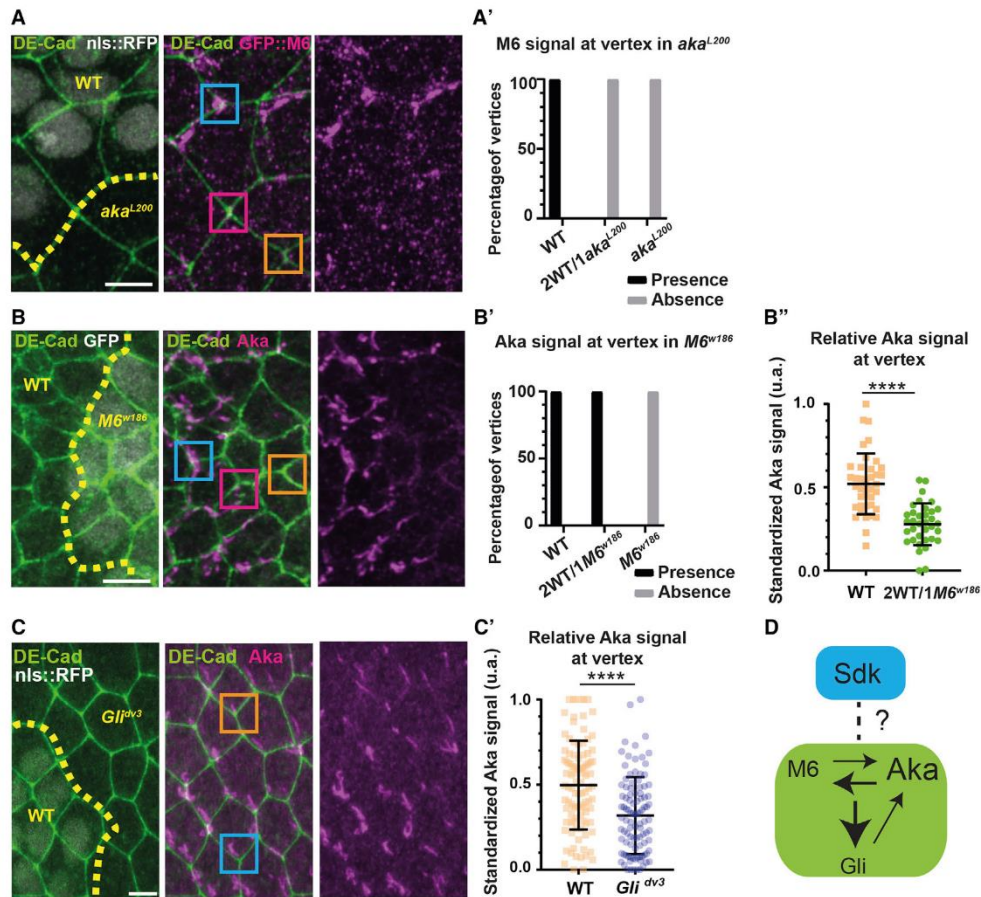 A
DE-Cad nls::RFP
WT
akaL200
DE-Cad GFP::M6
A'
M6 signal at vertex in akaL200
Percentageof vertices
100
50
0
WT
2WT/1akaL200
akaL200
Presence
Absence
B
DE-Cad GFP
WT
M6w186
DE-Cad Aka
B'
Aka signal at vertex in M6w186
Percentage of vertices
100
50
0
WT
2WT/1M6w186
M6w186
Presence
Absence
B"
Relative Aka signal
at vertex
****
Standardized Aka signal (u.a.)
1.0
0.5
0.0
WT
2WT/1M6w186
C
DE-Cad
nls::RFP
Glidv3
WT
DE-Cad Aka
C'
Relative Aka signal
at vertex
****
Standardized Aka signal (u.a.)
1.0
0.5
0.0
WT
Gli dv3
D
Sdk
?
M6
Aka
Gli